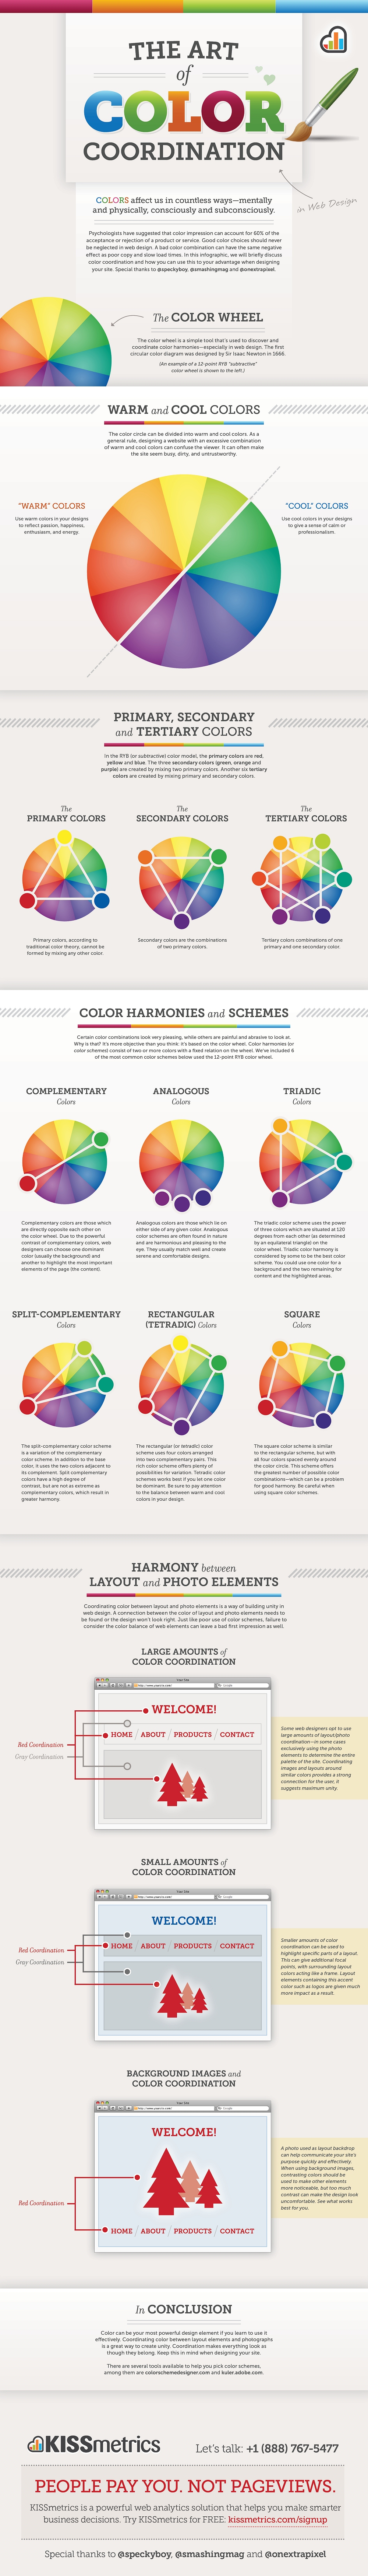 THE ART
of
COLOR
COORDINATION
in Web Design
COLORS affect us in countless ways—mentally
and physically, consciously and subconsciously.
Psychologists have suggested that color impression can account for 60% of the
acceptance or rejection of a product or service. Good color choices should never
be neglected in web design. A bad color combination can have the same negative
effect as poor copy and slow load times. In this infographic, we will briefly discuss
color coordination and how you can use this to your advantage when designing
your site. Special thanks to @speckyboy, @smashingmag and @onextrapixel.
The COLOR WHEEL
The color wheel is a simple tool that's used to discover and
coordinate color harmonies—especially in web design. The first
circular color diagram was designed by Sir Isaac Newton in 1666.
(An example of a 12-point RYB "subtractive"
color wheel is shown to the left.)
WARM and COOL COLORS
The color circle can be divided into warm and cool colors. As a
general rule, designing a website with an excessive combination
of warm and cool colors can confuse the viewer. It can often make
the site seem busy, dirty, and untrustworthy.
"WARM" COLORS
Use warm colors in your designs
to reflect passion, happiness,
enthusiasm, and energy.
"COOL" COLORS
Use cool colors in your designs
to give a sense of calm or
professionalism.
PRIMARY, SECONDARY
and TERTIARY COLORS
In the RYB (or subtractive) color model, the primary colors are red,
yellow and blue. The three secondary colors (green, orange and
purple) are created by mixing two primary colors. Another six tertiary
colors are created by mixing primary and secondary colors.
The
PRIMARY COLORS
Primary colors, according to
traditional color theory, cannot be
formed by mixing any other color.
The
SECONDARY COLORS
Secondary colors are the combinations
of two primary colors.
The
TERTIARY COLORS
Tertiary colors combinations of one
primary and one secondary color.
COLOR HARMONIES and SCHEMES
Certain color combinations look very pleasing, while others are painful and abrasive to look at.
Why is that? It's more objective than you think: it's based on the color wheel. Color harmonies (or
color schemes) consist of two or more colors with a fixed relation on the wheel. We've included 6
of the most common color schemes below used the 12-point RYB color wheel.
COMPLEMENTARY
Colors
Complementary colors are those which
are directly opposite each other on
the color wheel. Due to the powerful
contrast of complementary colors, web
designers can choose one dominant
color (usually the background) and
another to highlight the most important
elements of the page (the content).
ANALOGOUS
Colors
Analogous colors are those which lie on
either side of any given color. Analogous
color schemes are often found in nature
and are harmonious and pleasing to the
eye. They usually match well and create
serene and comfortable designs.
TRIADIC
Colors
The triadic color scheme uses the power
of three colors which are situated at 120
degrees from each other (as determined
by an equilateral triangle) on the
color wheel. Triadic color harmony is
considered by some to be the best color
scheme. You could use one color for a
background and the two remaining for
content and the highlighted areas.
SPLIT-COMPLEMENTARY
Colors
The split-complementary color scheme
is a variation of the complementary
color scheme. In addition to the base
color, it uses the two colors adjacent to
its complement. Split complementary
colors have a high degree of
contrast, but are not as extreme as
complementary colors, which result in
greater harmony.
RECTANGULAR
(TETRADIC) Colors
The rectangular (or tetradic) color
scheme uses four colors arranged
into two complementary pairs. This
rich color scheme offers plenty of
possibilities for variation. Tetradic color
schemes works best if you let one color
be dominant. Be sure to pay attention
to the balance between warm and cool
colors in your design.
SQUARE
Colors
The square color scheme is similar
to the rectangular scheme, but with
all four colors spaced evenly around
the color circle. This scheme offers
the greatest number of possible color
combinations—which can be a problem
for good harmony. Be careful when
using square color schemes.
HARMONY between
LAYOUT and PHOTO ELEMENTS
Coordinating color between layout and photo elements is a way of building unity in
web design. A connection between the color of layout and photo elements needs to
be found or the design won't look right. Just like poor use of color schemes, failure to
consider the color balance of web elements can leave a bad first impression as well.
LARGE AMOUNTS of
COLOR COORDINATION
WELCOME!
HOME / ABOUT / PRODUCTS / CONTACT
Red Coordination
Gray Coordination
Some web designers opt to use
large amounts of layout/photo
coordination—in some cases
exclusively using the photo
elements to determine the entire
palette of the site. Coordinating
images and layouts around
similar colors provides a strong
connection for the user, it
suggests maximum unity.
SMALL AMOUNTS of
COLOR COORDINATION
WELCOME!
HOME / ABOUT / PRODUCTS / CONTACT
Red Coordination
Gray Coordination
Smaller amounts of color
coordination can be used to
highlight specific parts of a layout.
This can give additional focal
points, with surrounding layout
colors acting like a frame. Layout
elements containing this accent
color such as logos are given much
more impact as a result.
BACKGROUND IMAGES and
COLOR COORDINATION
WELCOME!
HOME / ABOUT / PRODUCTS / CONTACT
Red Coordination
A photo used as layout backdrop
can help communicate your site's
purpose quickly and effectively.
When using background images,
contrasting colors should be
used to make other elements
more noticeable, but too much
contrast can make the design look
uncomfortable. See what works
best for you.
In CONCLUSION
Color can be your most powerful design element if you learn to use it
effectively. Coordinating color between layout elements and photographs
is a great way to create unity. Coordination makes everything look as
though they belong. Keep this in mind when designing your site.
There are several tools available to help you pick color schemes,
among them are colorschemedesigner.com and kuler.adobe.com.
KISSmetrics
Let's talk: +1 (888) 767-5477
PEOPLE PAY YOU. NOT PAGEVIEWS.
KISSmetrics is a powerful web analytics solution that helps you make smarter
business decisions. Try KISSmetrics for FREE: kissmetrics.com/signup
Special thanks to @speckyboy, @smashingmag and @onextrapixel